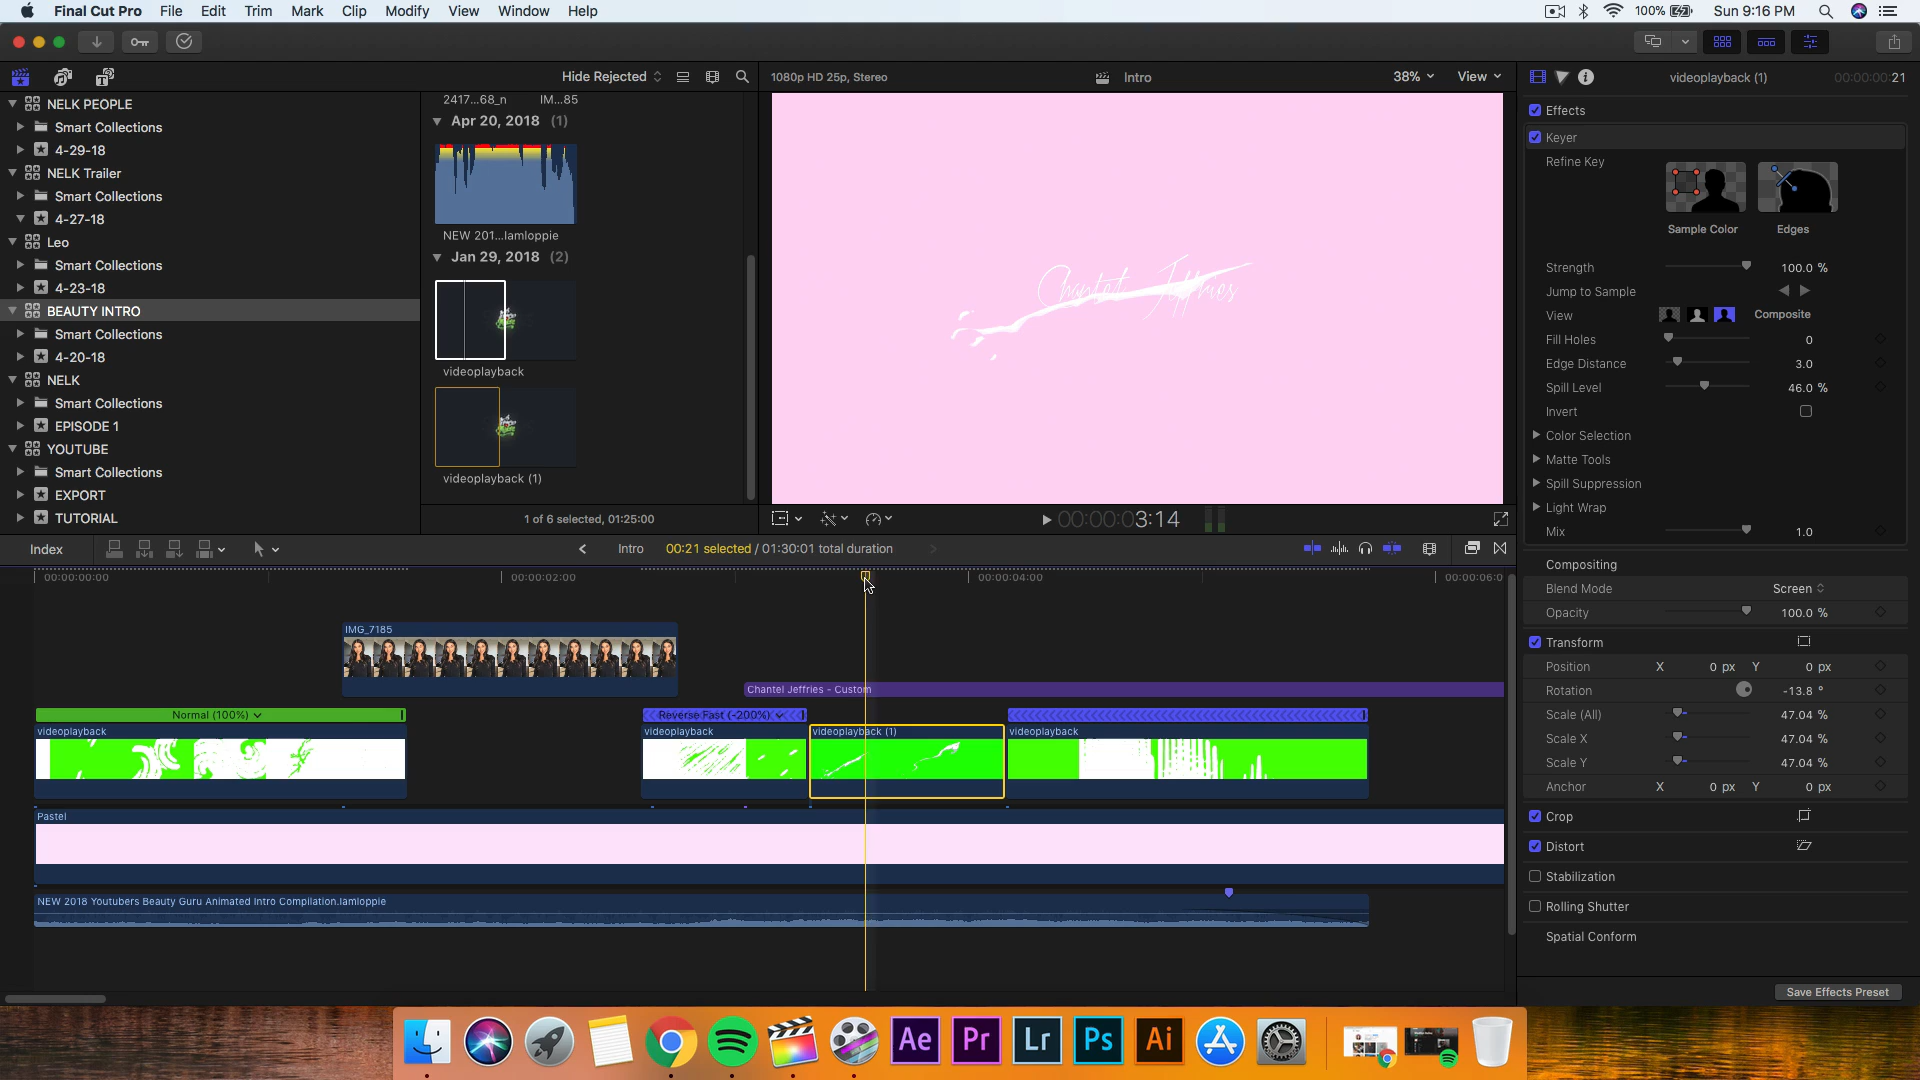 Final Cut Pro File Edit Trim Mark Clip Modify View Window Help 100% Sun 9:16 PM
Hide Rejected 1080p HD 25p, Stereo Intro 38% View videoplayback (1) 00:00:00:21
NELK PEOPLE
Smart Collections
4-29-18
NELK Trailer
Smart Collections
4-27-18
Leo
Smart Collections
4-23-18
BEAUTY INTRO
Smart Collections
4-20-18
NELK
Smart Collections
EPISODE 1
YOUTUBE
Smart Collections
EXPORT
TUTORIAL
2417...68_n IM...85
Apr 20, 2018 (1)
NEW 201...lamloppie
Jan 29, 2018 (2)
videoplayback
videoplayback (1)
1 of 6 selected, 01:25:00
Chantel Jeffries
00:00:03:14
Effects
Keyer
Refine Key
Sample Color Edges
Strength 100.0 %
Jump to Sample
View Composite
Fill Holes 0
Edge Distance 3.0
Spill Level 46.0 %
Invert
Color Selection
Matte Tools
Spill Suppression
Light Wrap
Mix 1.0
Compositing
Blend Mode Screen
Opacity 100.0 %
Transform
Position X 0 px Y 0 px
Rotation -13.8 °
Scale (All) 47.04 %
Scale X 47.04 %
Scale Y 47.04 %
Anchor X 0 px Y 0 px
Crop
Distort
Stabilization
Rolling Shutter
Spatial Conform
Save Effects Preset
Index Intro 00:21 selected / 01:30:01 total duration
00:00:00:00 00:00:02:00 00:00:04:00 00:00:06:0
IMG_7185
Chantel Jeffries - Custom
Normal (100%) Reverse Fast (-200%)
videoplayback videoplayback videoplayback (1) videoplayback
Pastel
NEW 2018 Youtubers Beauty Guru Animated Intro Compilation.lamloppie
Ae Pr Lr Ps Ai